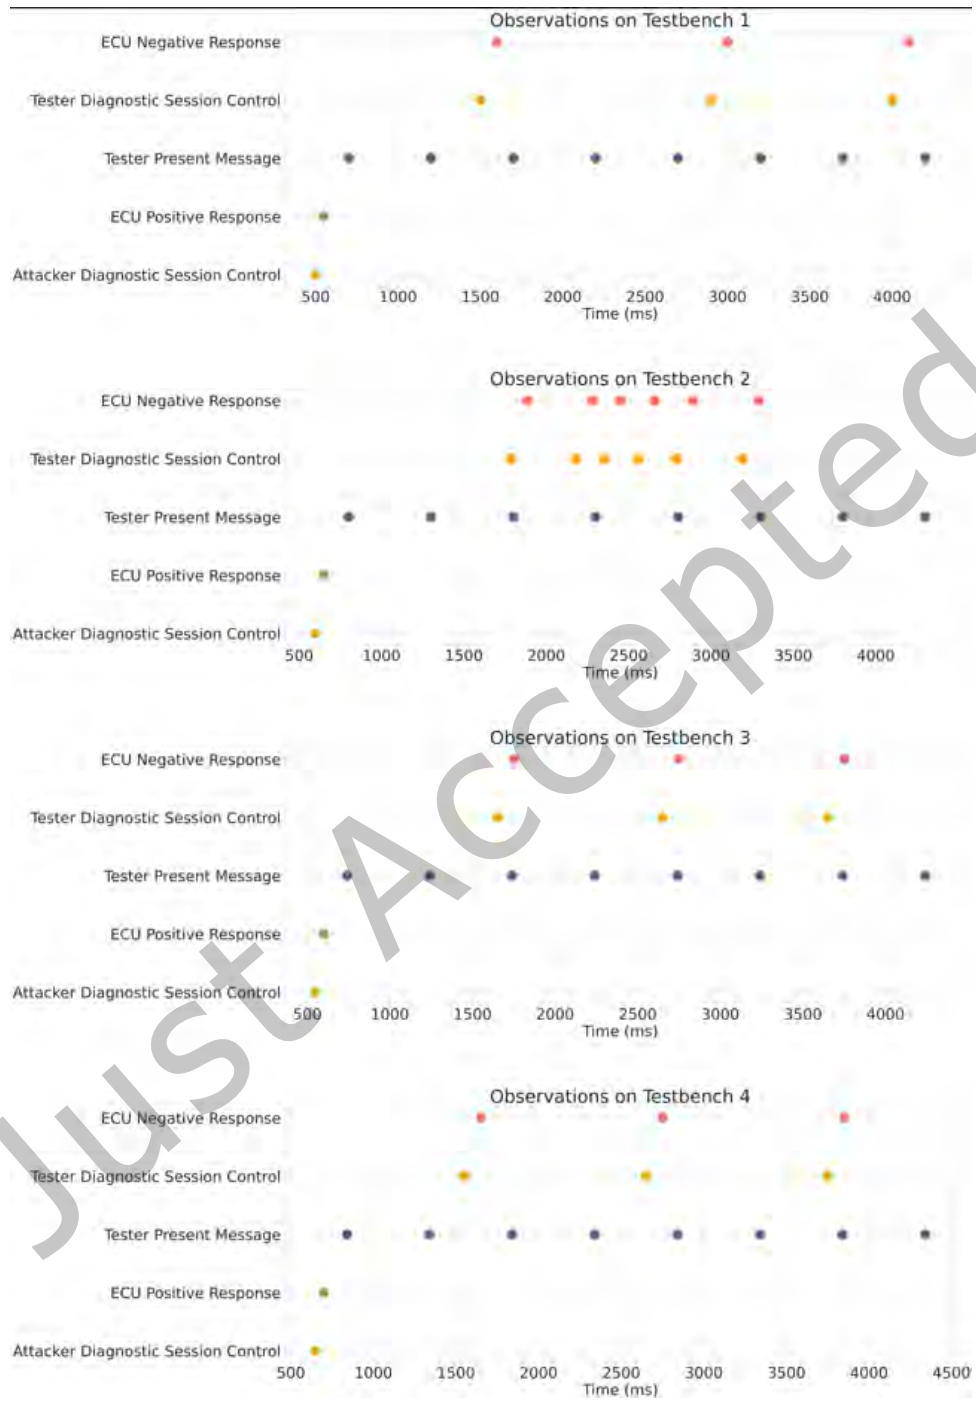 Observations on Testbench 1
ECU Negative Response
Tester Diagnostic Session Control
Tester Present Message
ECU Positive Response
Attacker Diagnostic Session Control
500 1000 1500 2000 2500 3000 3500 4000
Time (ms)
Observations on Testbench 2
ECU Negative Response
Tester Diagnostic Session Control
Tester Present Message
ECU Positive Response
Attacker Diagnostic Session Control
500 1000 1500 2000 2500 3000 3500 4000
Time (ms)
Observations on Testbench 3
ECU Negative Response
Tester Diagnostic Session Control
Tester Present Message
ECU Positive Response
Attacker Diagnostic Session Control
500 1000 1500 2000 2500 3000 3500 4000
Time (ms)
Observations on Testbench 4
ECU Negative Response
Tester Diagnostic Session Control
Tester Present Message
ECU Positive Response
Attacker Diagnostic Session Control
500 1000 1500 2000 2500 3000 3500 4000 4500
Time (ms)
Just Accepted